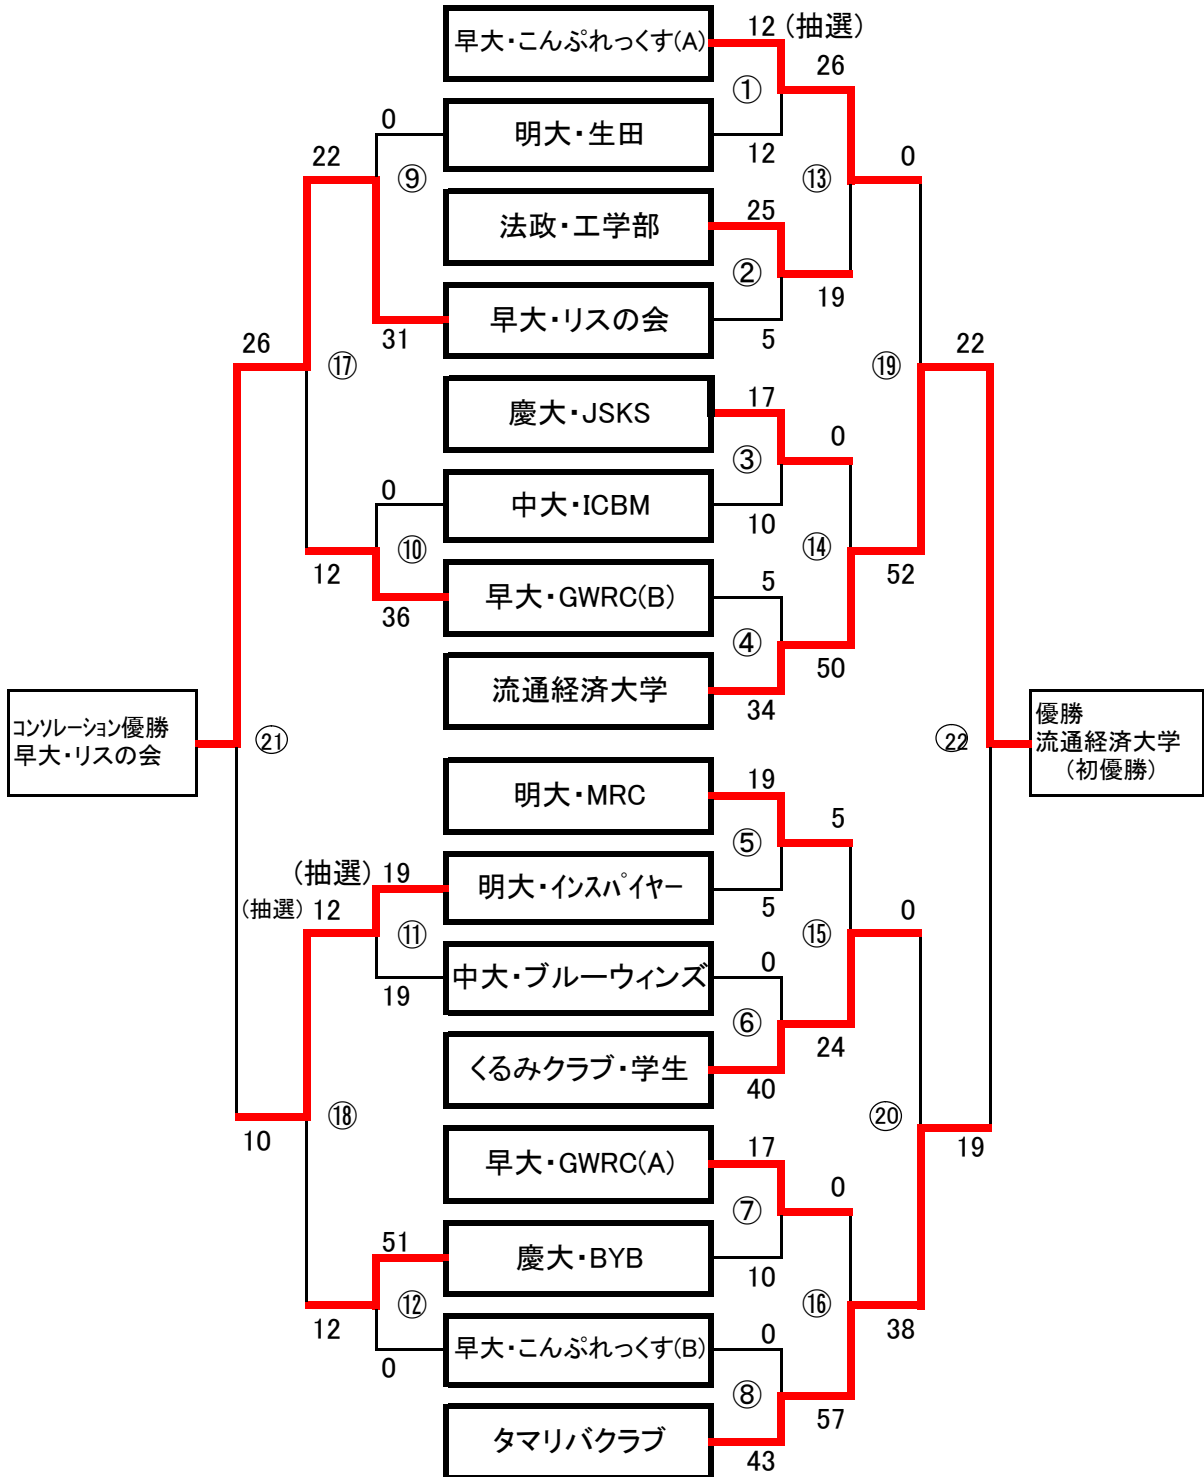 早大・こんぷれっくす(A)
12 (抽選)
26
①
0
明大・生田
12
22
⑨
⑬
0
法政・工学部
25
②
19
早大・リスの会
31
5
26
⑰
⑲
22
慶大・JSKS
17
0
③
0
中大・ICBM
10
⑩
⑭
12
52
早大・GWRC(B)
5
36
④
50
流通経済大学
34
コンソレーション優勝
早大・リスの会
㉑
㉒
優勝
流通経済大学
(初優勝)
明大・MRC
19
5
⑤
(抽選) 19
明大・インスパイヤー
5
(抽選) 12
0
⑪
⑮
中大・ブルーウィンズ
0
19
⑥
24
くるみクラブ・学生
40
⑱
⑳
10
19
早大・GWRC(A)
17
0
⑦
51
慶大・BYB
10
⑫
⑯
12
38
早大・こんぷれっくす(B)
0
0
⑧
57
タマリバクラブ
43